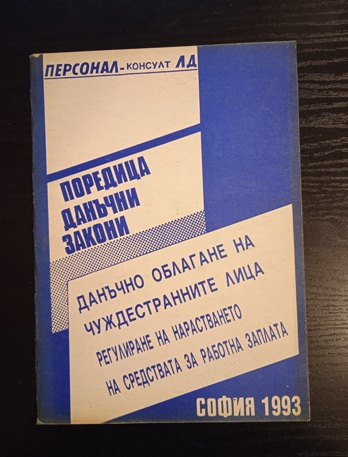 ПЕРСОНАЛ - КОНСУЛТ ЛД
ПОРЕДИЦА
ДАНЪЧНИ
ЗАКОНИ
ДАНЪЧНО ОБЛАГАНЕ НА
ЧУЖДЕСТРАННИТЕ ЛИЦА
РЕГУЛИРАНЕ НА НАРАСТВАНЕТО
НА СРЕДСТВАТА ЗА РАБОТНА ЗАПЛАТА
СОФИЯ 1993